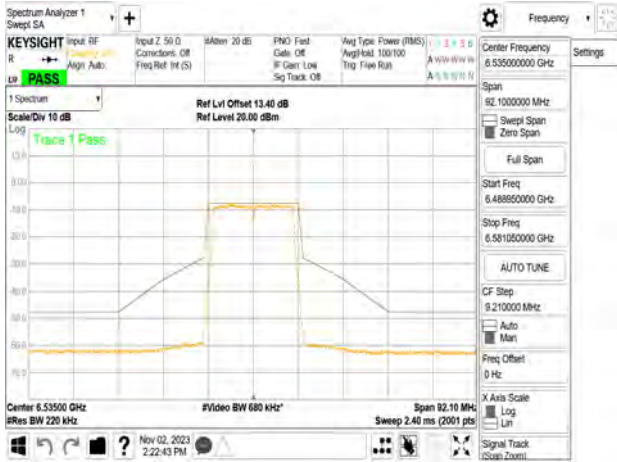 Spectrum Analyzer 1
Swept SA
Frequency
KEYSIGHT
Input: RF
Align: Auto
Input Z: 50 Ω
Corrections: Off
Freq Ref: Int (S)
#Atten: 20 dB
PNO: Fast
Gate: Off
IF Gain: Low
Sig Track: Off
Avg Type: Power (RMS)
Avg|Hold: 100/100
Trig: Free Run
R
PASS
1 Spectrum
Scale/Div 10 dB
Ref Lvl Offset 13.40 dB
Ref Level 20.00 dBm
Log
Trace 1 Pass
Center 6.53500 GHz
#Res BW 220 kHz
#Video BW 680 kHz*
Span 92.10 MHz
Sweep 2.40 ms (2001 pts
Nov 02, 2023
2:22:43 PM
Center Frequency
6.535000000 GHz
Settings
Span
92.1000000 MHz
Swept Span
Zero Span
Full Span
Start Freq
6.488950000 GHz
Stop Freq
6.581050000 GHz
AUTO TUNE
CF Step
9.210000 MHz
Auto
Man
Freq Offset
0 Hz
X Axis Scale
Log
Lin
Signal Track
(Span Zoom)